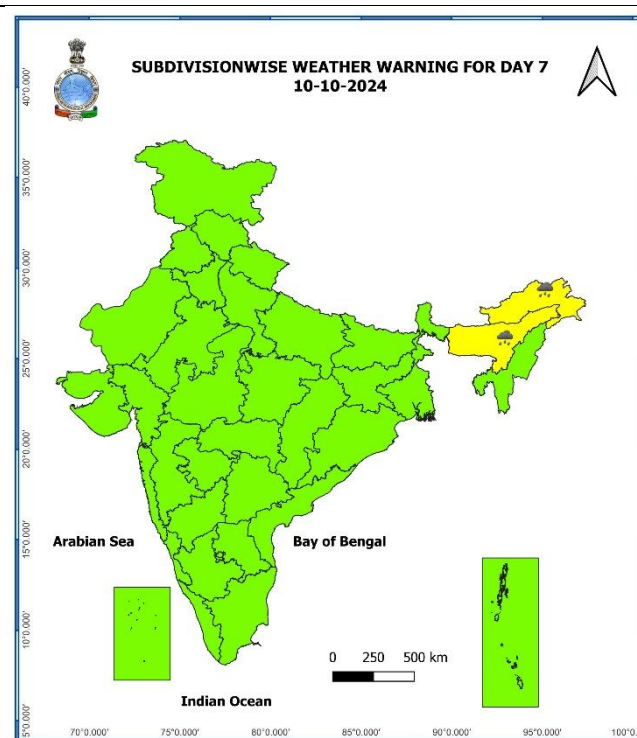 SUBDIVISIONWISE WEATHER WARNING FOR DAY 7
10-10-2024
40°0.000'
35°0.000'
30°0.000'
25°0.000'
20°0.000'
15°0.000'
10°0.000'
5°0.000'
Arabian Sea
Bay of Bengal
0 250 500 km
Indian Ocean
70°0.000' 75°0.000' 80°0.000' 85°0.000' 90°0.000' 95°0.000'